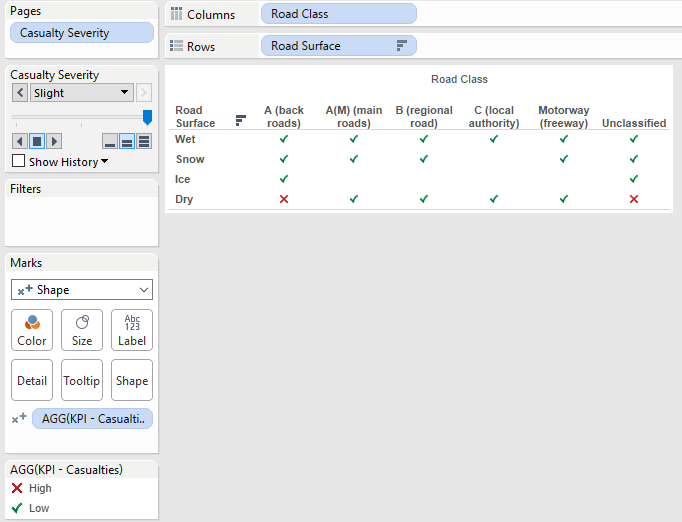 Pages
Casualty Severity
Casualty Severity
Slight
Show History
Filters
Marks
Shape
Color
Size
Abc
123
Label
Detail
Tooltip
Shape
AGG(KPI - Casualti..
AGG(KPI - Casualties)
High
Low
Columns
Road Class
Rows
Road Surface
Road Class
Road
Surface
A (back
roads)
A(M) (main
roads)
B (regional
road)
C (local
authority)
Motorway
(freeway)
Unclassified
Wet
Snow
Ice
Dry